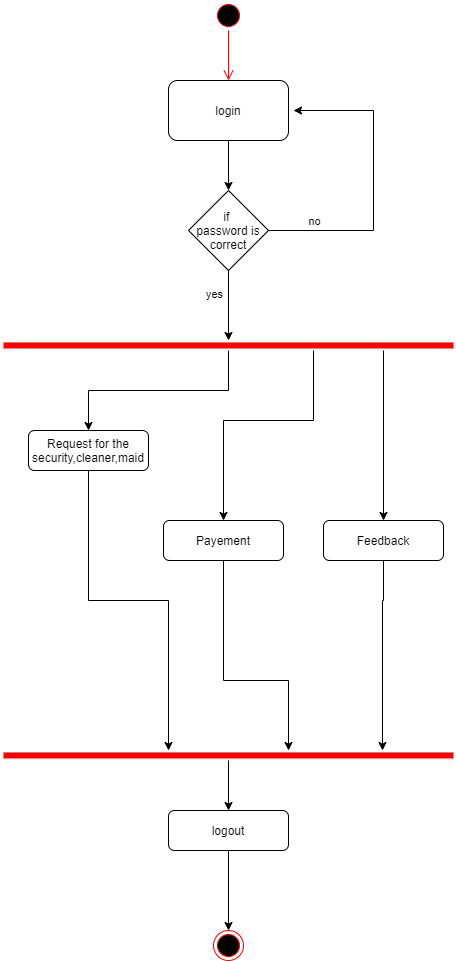 login
if
password is
correct
no
yes
Request for the
security,cleaner,maid
Payement
Feedback
logout